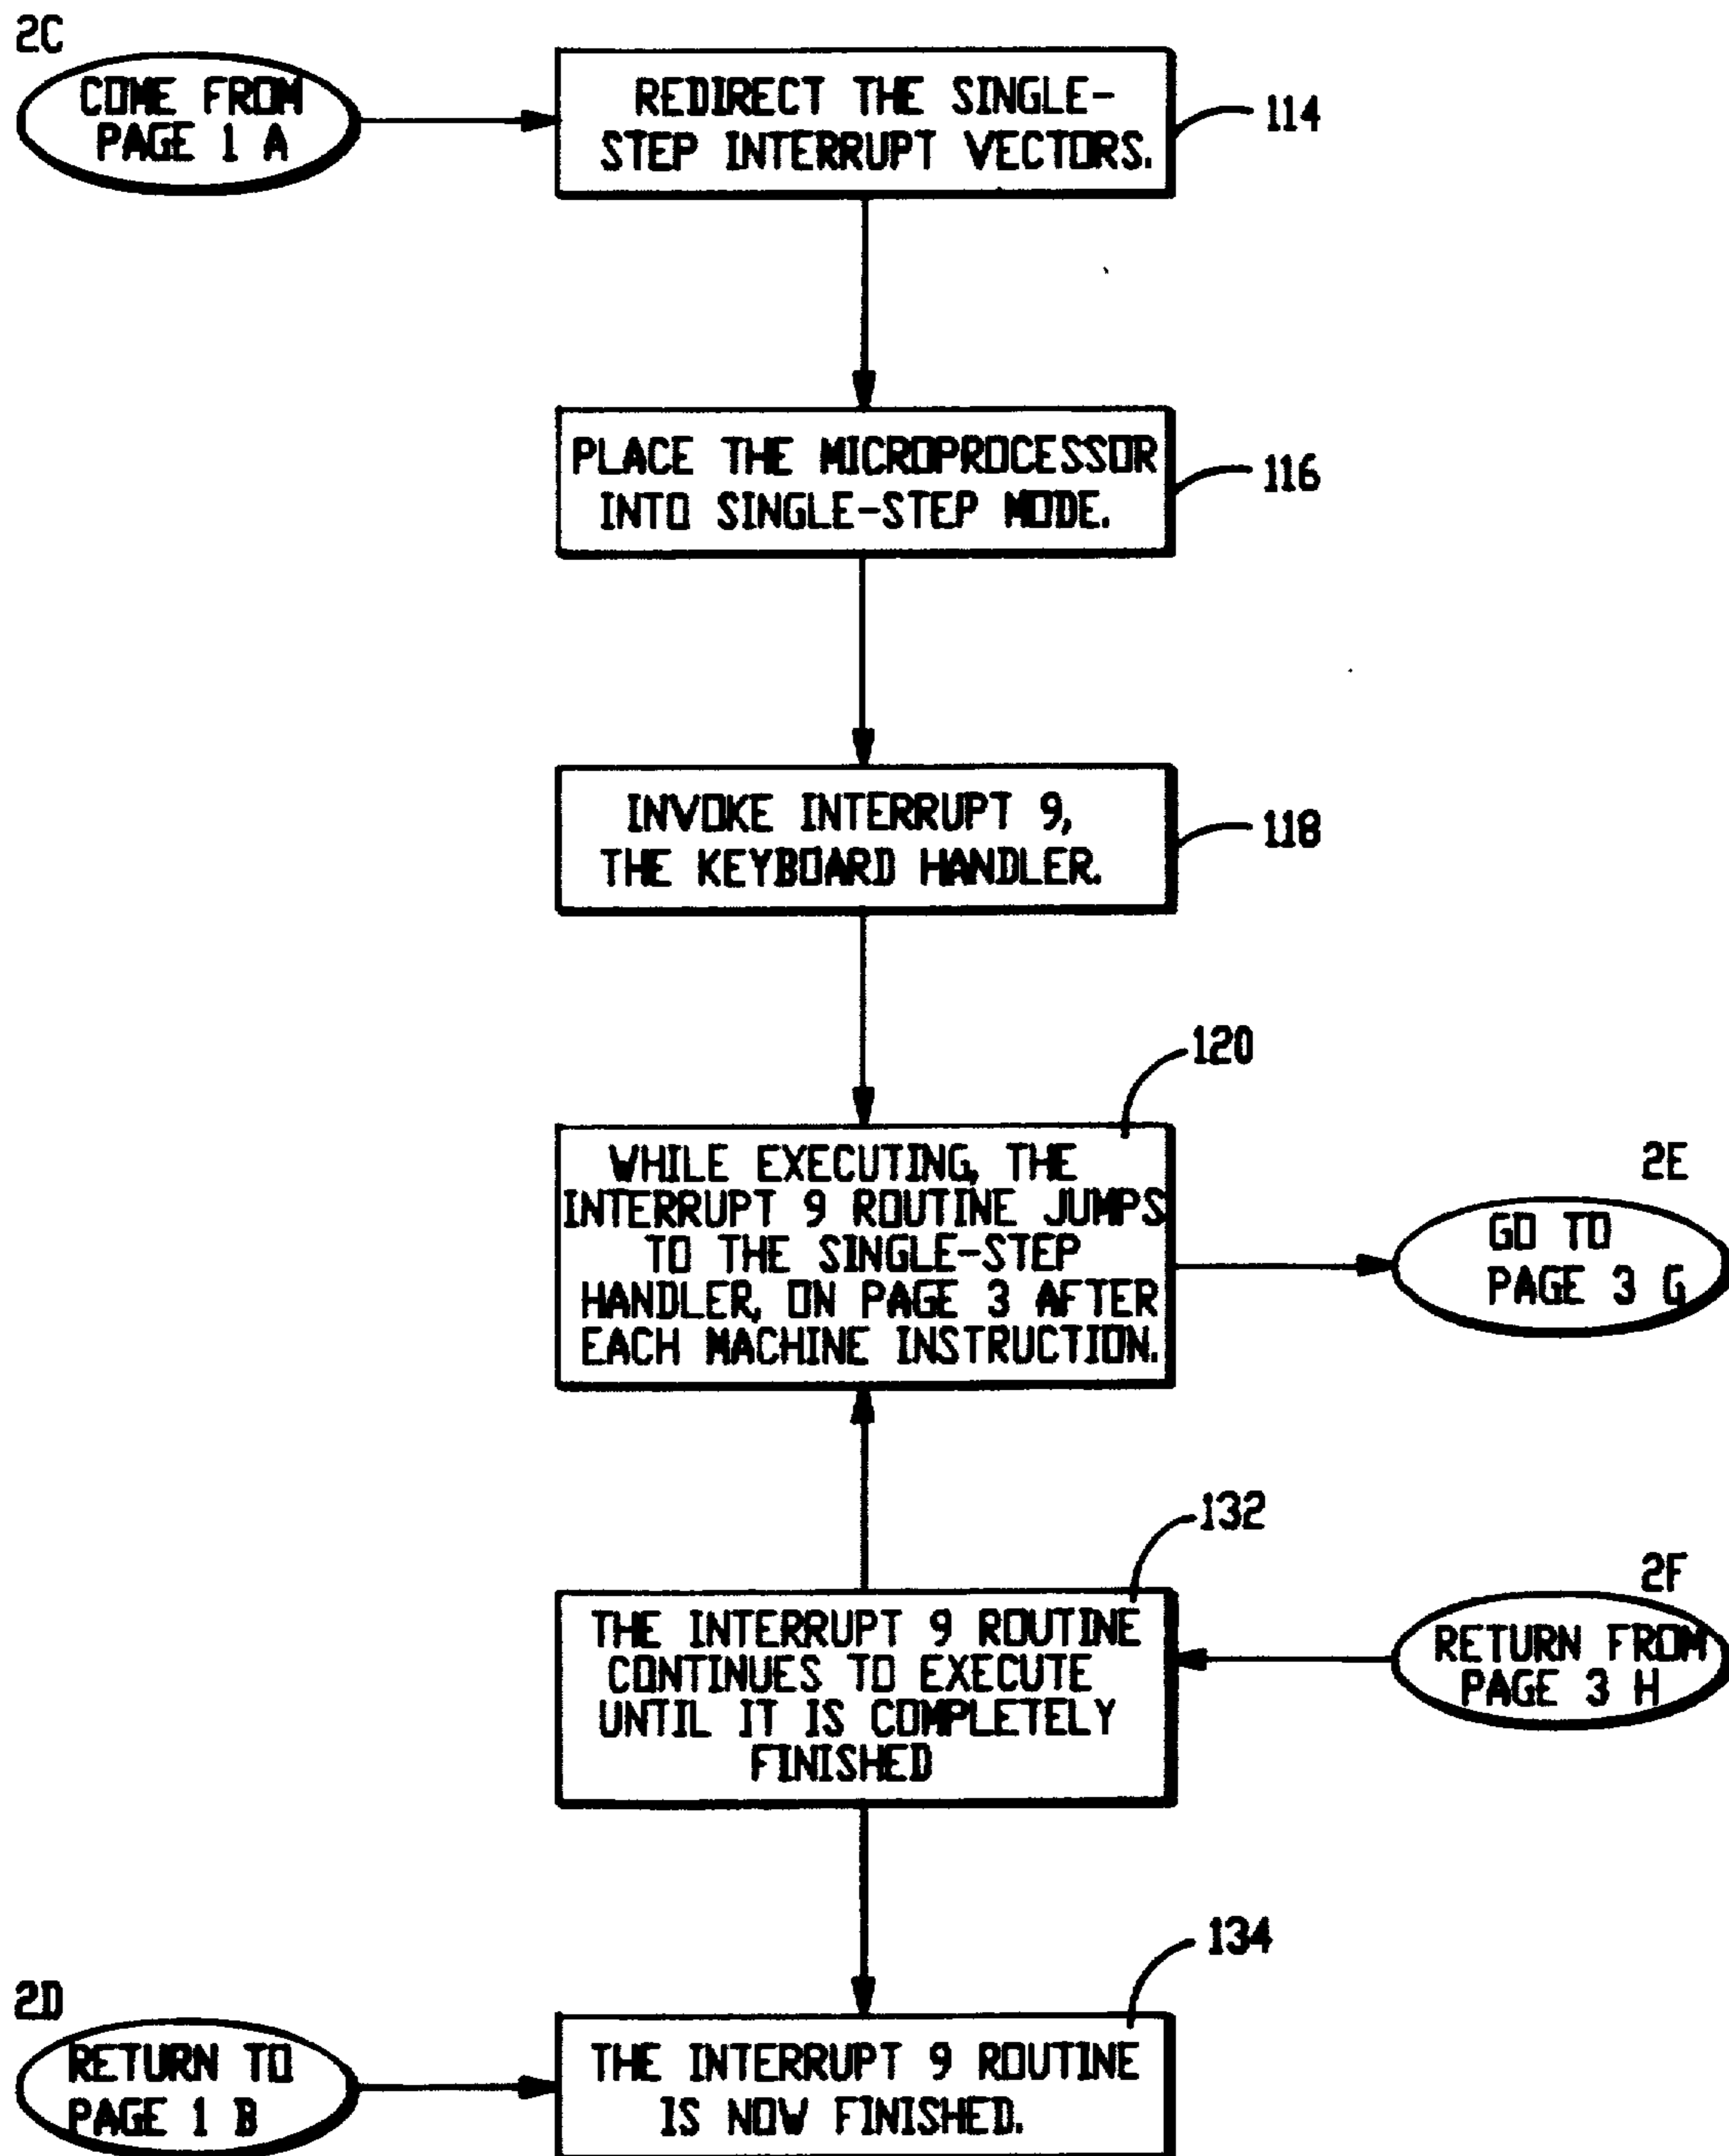 2C
COME FROM
PAGE 1 A
REDIRECT THE SINGLE-
STEP INTERRUPT VECTORS.
114
PLACE THE MICROPROCESSOR
INTO SINGLE-STEP MODE.
116
INVOKE INTERRUPT 9,
THE KEYBOARD HANDLER.
118
120
WHILE EXECUTING, THE
INTERRUPT 9 ROUTINE JUMPS
TO THE SINGLE-STEP
HANDLER, ON PAGE 3 AFTER
EACH MACHINE INSTRUCTION.
2E
GO TO
PAGE 3 G
132
THE INTERRUPT 9 ROUTINE
CONTINUES TO EXECUTE
UNTIL IT IS COMPLETELY
FINISHED
2F
RETURN FROM
PAGE 3 H
2D
RETURN TO
PAGE 1 B
134
THE INTERRUPT 9 ROUTINE
IS NOW FINISHED.